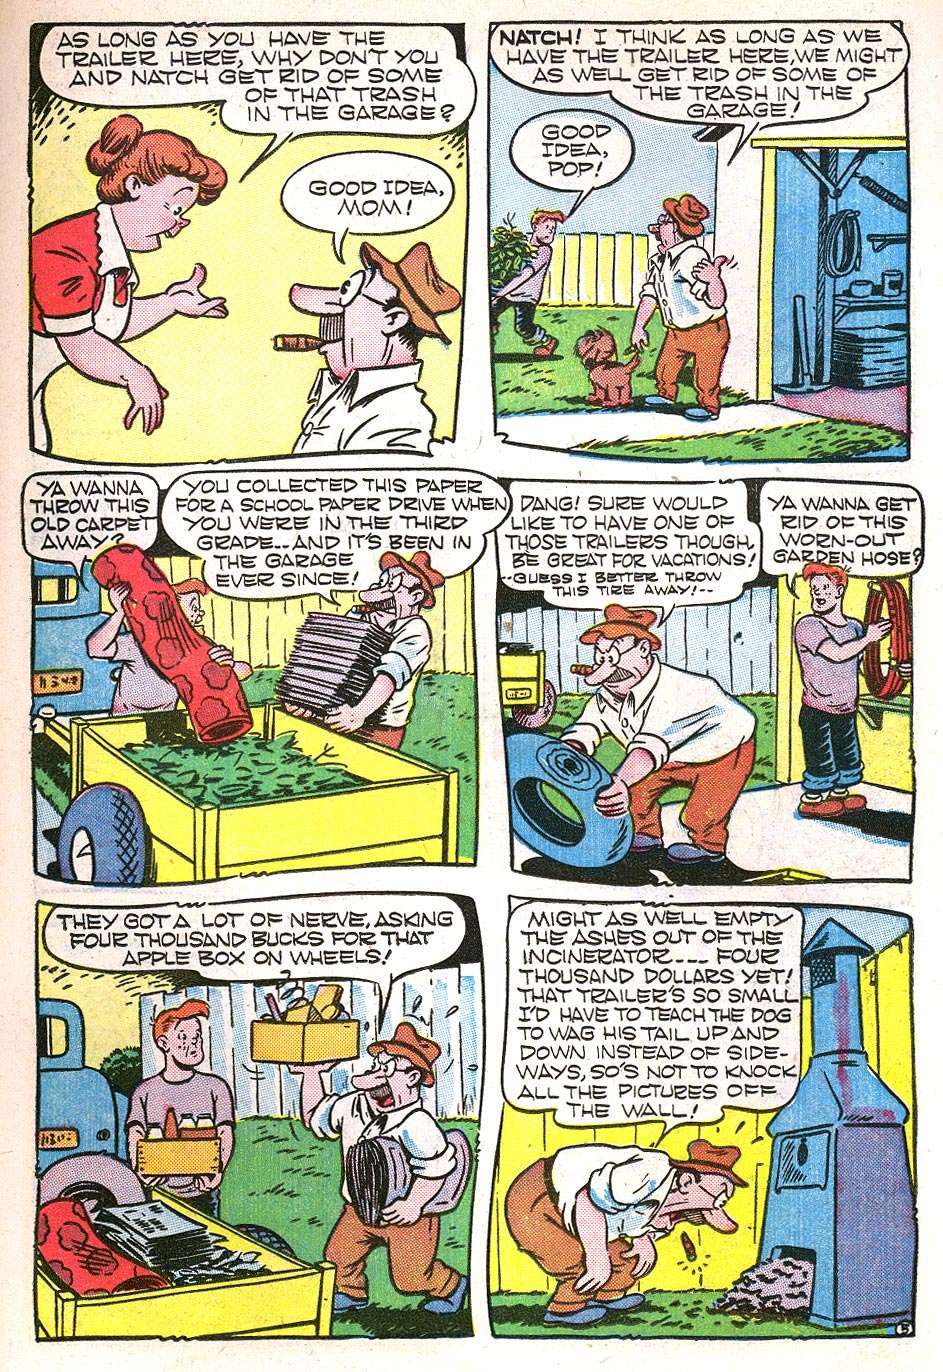 AS LONG AS YOU HAVE THE
TRAILER HERE, WHY DON'T YOU
AND NATCH GET RID OF SOME
OF THAT TRASH
IN THE GARAGE?
GOOD IDEA,
MOM!
NATCH! I THINK AS LONG AS WE
HAVE THE TRAILER HERE, WE MIGHT
AS WELL GET RID OF SOME OF
THE TRASH IN THE
GARAGE!
GOOD
IDEA,
POP!
YA WANNA
THROW THIS
OLD CARPET
AWAY?
YOU COLLECTED THIS PAPER
FOR A SCHOOL PAPER DRIVE WHEN
YOU WERE IN THE THIRD
GRADE... AND IT'S BEEN IN
THE GARAGE
EVER SINCE!
DANG! SURE WOULD
LIKE TO HAVE ONE OF
THOSE TRAILERS THOUGH,
BE GREAT FOR VACATIONS!
--GUESS I BETTER THROW
THIS TIRE AWAY!--
YA WANNA GET
RID OF THIS
WORN-OUT
GARDEN HOSE?
THEY GOT A LOT OF NERVE, ASKING
FOUR THOUSAND BUCKS FOR THAT
APPLE BOX ON WHEELS!
MIGHT AS WELL EMPTY
THE ASHES OUT OF THE
INCINERATOR--- FOUR
THOUSAND DOLLARS YET!
THAT TRAILER'S SO SMALL
I'D HAVE TO TEACH THE DOG
TO WAG HIS TAIL UP AND
DOWN INSTEAD OF SIDE-
WAYS, SO'S NOT TO KNOCK
ALL THE PICTURES OFF
THE WALL!
5